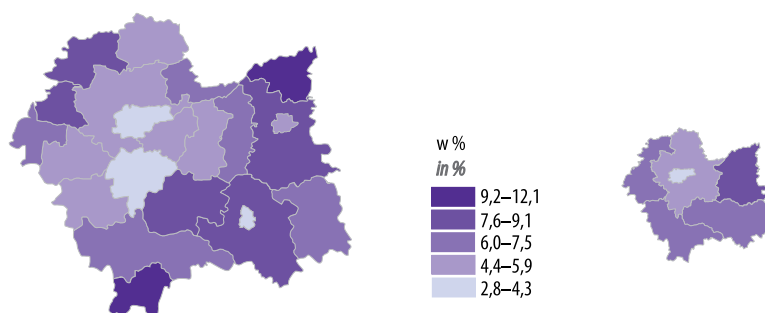 w %
in %
9,2–12,1
7,6–9,1
6,0–7,5
4,4–5,9
2,8–4,3